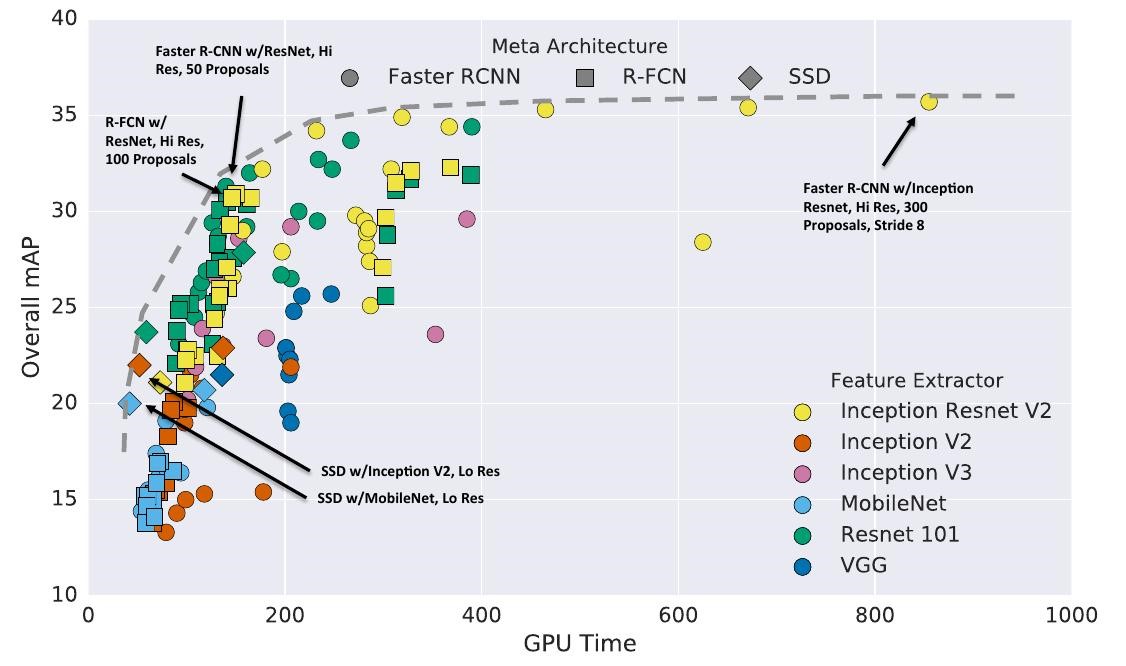 40
35
30
25
20
15
10
Overall mAP
0
200
400
600
800
1000
GPU Time
Meta Architecture
Faster RCNN
R-FCN
SSD
Faster R-CNN w/ResNet, Hi
Res, 50 Proposals
R-FCN w/
ResNet, Hi Res,
100 Proposals
Faster R-CNN w/Inception
Resnet, Hi Res, 300
Proposals, Stride 8
SSD w/Inception V2, Lo Res
SSD w/MobileNet, Lo Res
Feature Extractor
Inception Resnet V2
Inception V2
Inception V3
MobileNet
Resnet 101
VGG